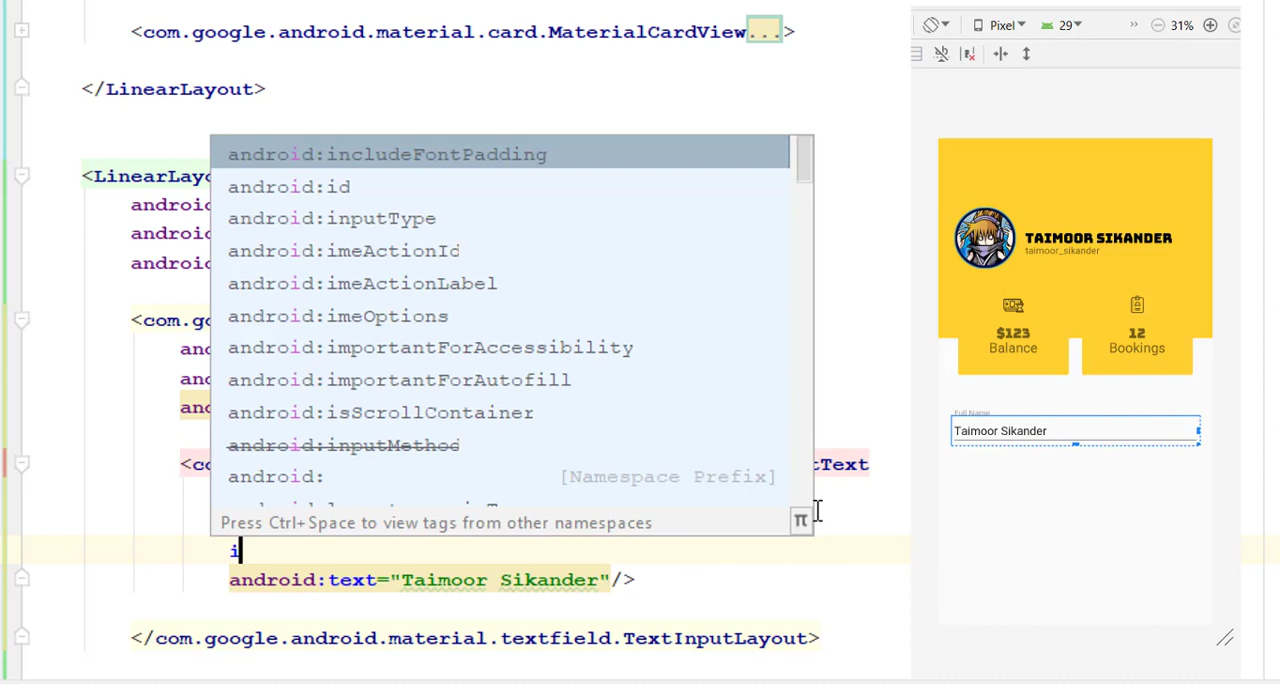 <com.google.android.material.card.MaterialCardView...>
</LinearLayout>
<LinearLayo
android
android
android
<com.go
and
and
and
<co
tText
i
android:text="Taimoor Sikander"/>
</com.google.android.material.textfield.TextInputLayout>
android:includeFontPadding
android:id
android:inputType
android:imeActionId
android:imeActionLabel
android:imeOptions
android:importantForAccessibility
android:importantForAutofill
android:isScrollContainer
android:inputMethod
android: [Namespace Prefix]
Press Ctrl+Space to view tags from other namespaces
π
Pixel 29 31%
TAIMOOR SIKANDER
taimoor_sikander
$123 12
Balance Bookings
Full Name
Taimoor Sikander